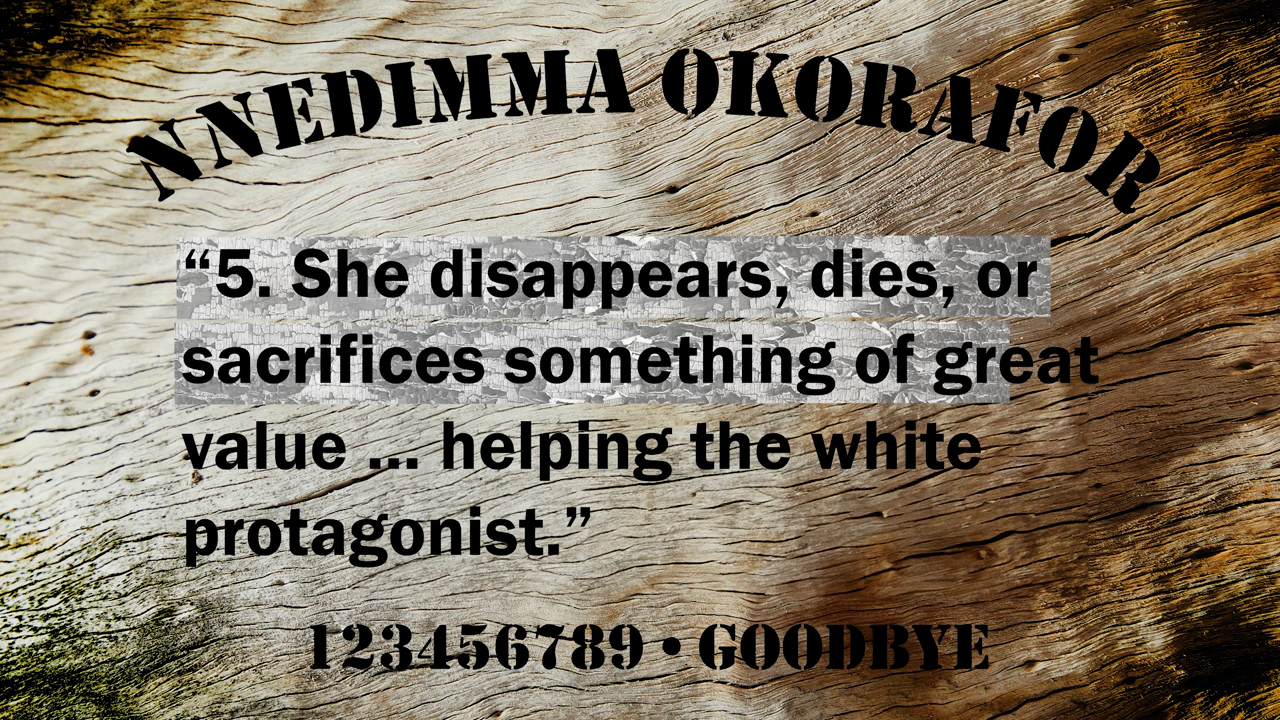 NNEDIMMA OKORAFOR
“5. She disappears, dies, or
sacrifices something of great
value ... helping the white
protagonist.”
123456789 • GOODBYE